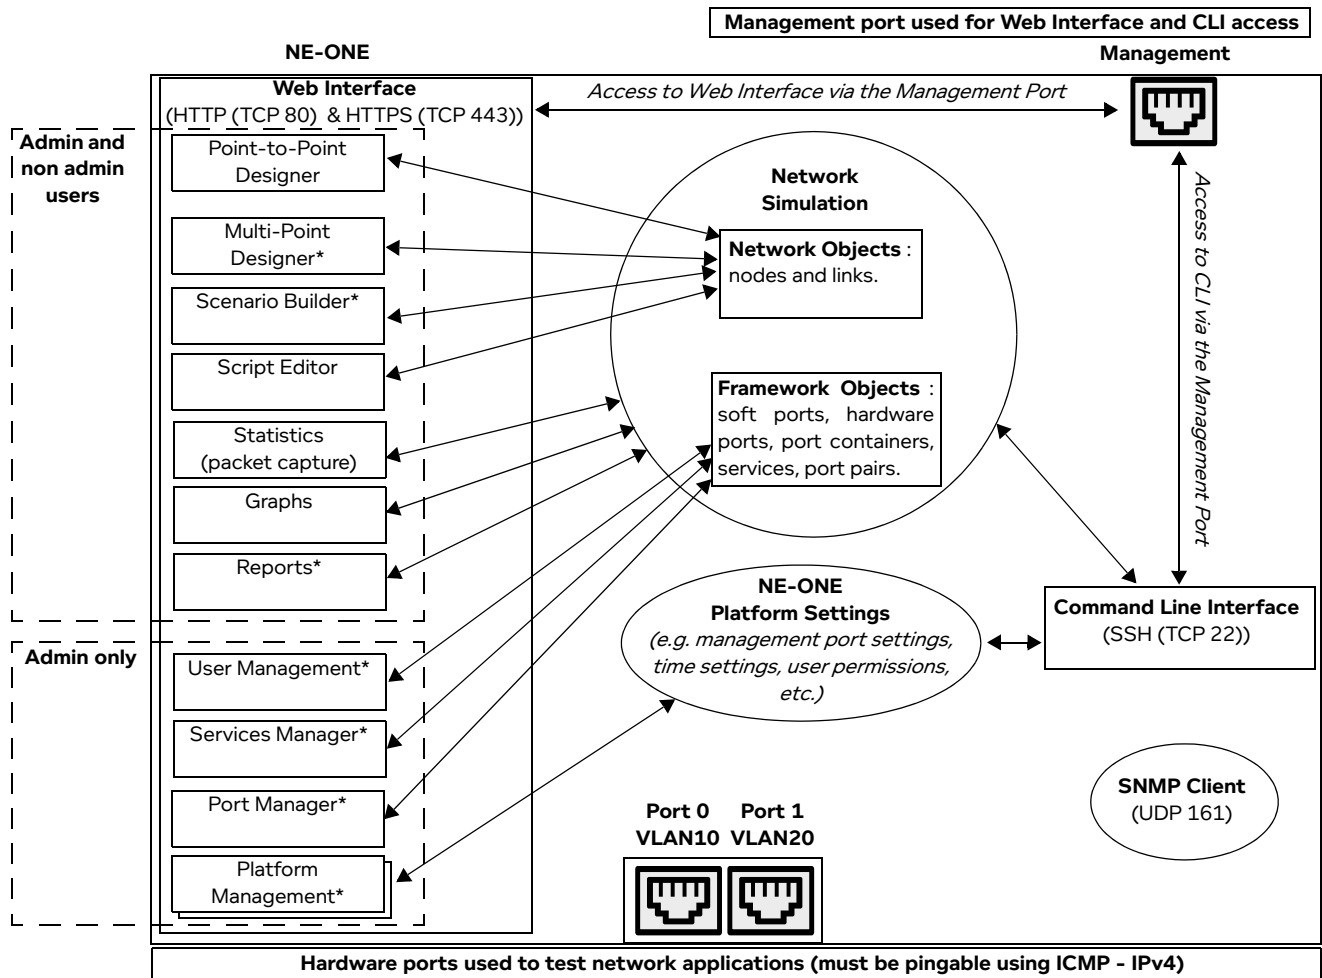 Management port used for Web Interface and CLI access
NE-ONE
Management
Web Interface
(HTTP (TCP 80) & HTTPS (TCP 443))
Access to Web Interface via the Management Port
Admin and
non admin
users
Point-to-Point
Designer
Multi-Point
Designer*
Scenario Builder*
Script Editor
Statistics
(packet capture)
Graphs
Reports*
Network
Simulation
Network Objects :
nodes and links.
Framework Objects :
soft ports, hardware
ports, port containers,
services, port pairs.
Access to CLI via the Management Port
Admin only
User Management*
Services Manager*
Port Manager*
Platform
Management*
NE-ONE
Platform Settings
(e.g. management port settings,
time settings, user permissions,
etc.)
Command Line Interface
(SSH (TCP 22))
SNMP Client
(UDP 161)
Port 0
VLAN10
Port 1
VLAN20
Hardware ports used to test network applications (must be pingable using ICMP - IPv4)